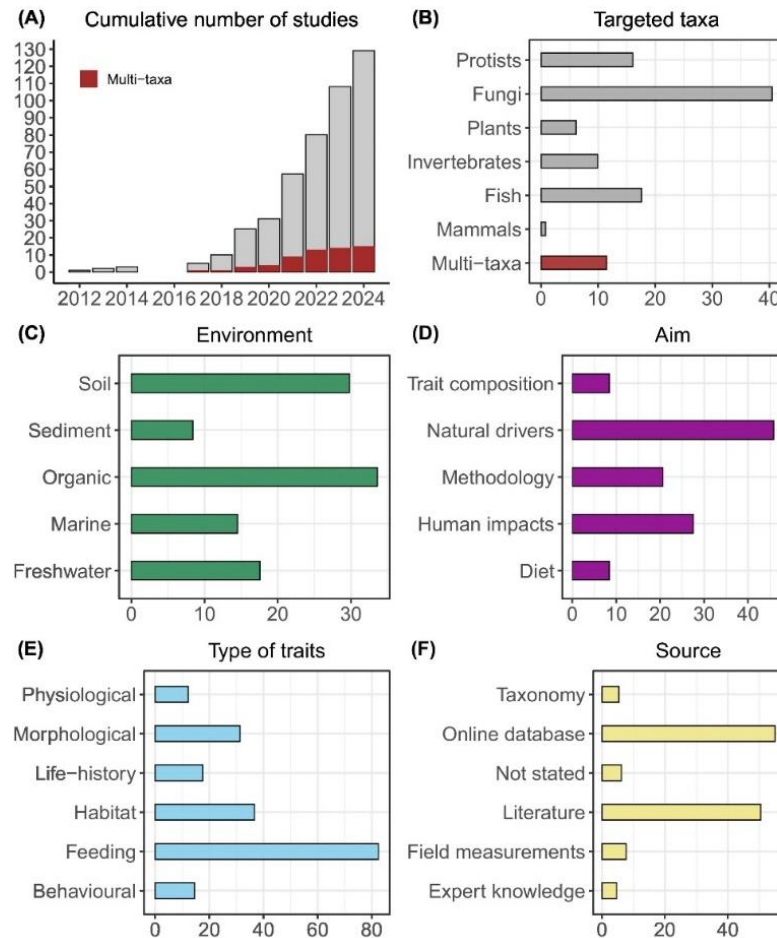 (A) Cumulative number of studies
130
120
110
100
90
80
70
60
50
40
30
20
10
0
Multi-taxa
2012 2014 2016 2018 2020 2022 2024
(B) Targeted taxa
Protists
Fungi
Plants
Invertebrates
Fish
Mammals
Multi-taxa
0 10 20 30 40
(C) Environment
Soil
Sediment
Organic
Marine
Freshwater
0 10 20 30
(D) Aim
Trait composition
Natural drivers
Methodology
Human impacts
Diet
0 10 20 30 40
(E) Type of traits
Physiological
Morphological
Life-history
Habitat
Feeding
Behavioural
0 20 40 60 80
(F) Source
Taxonomy
Online database
Not stated
Literature
Field measurements
Expert knowledge
0 20 40